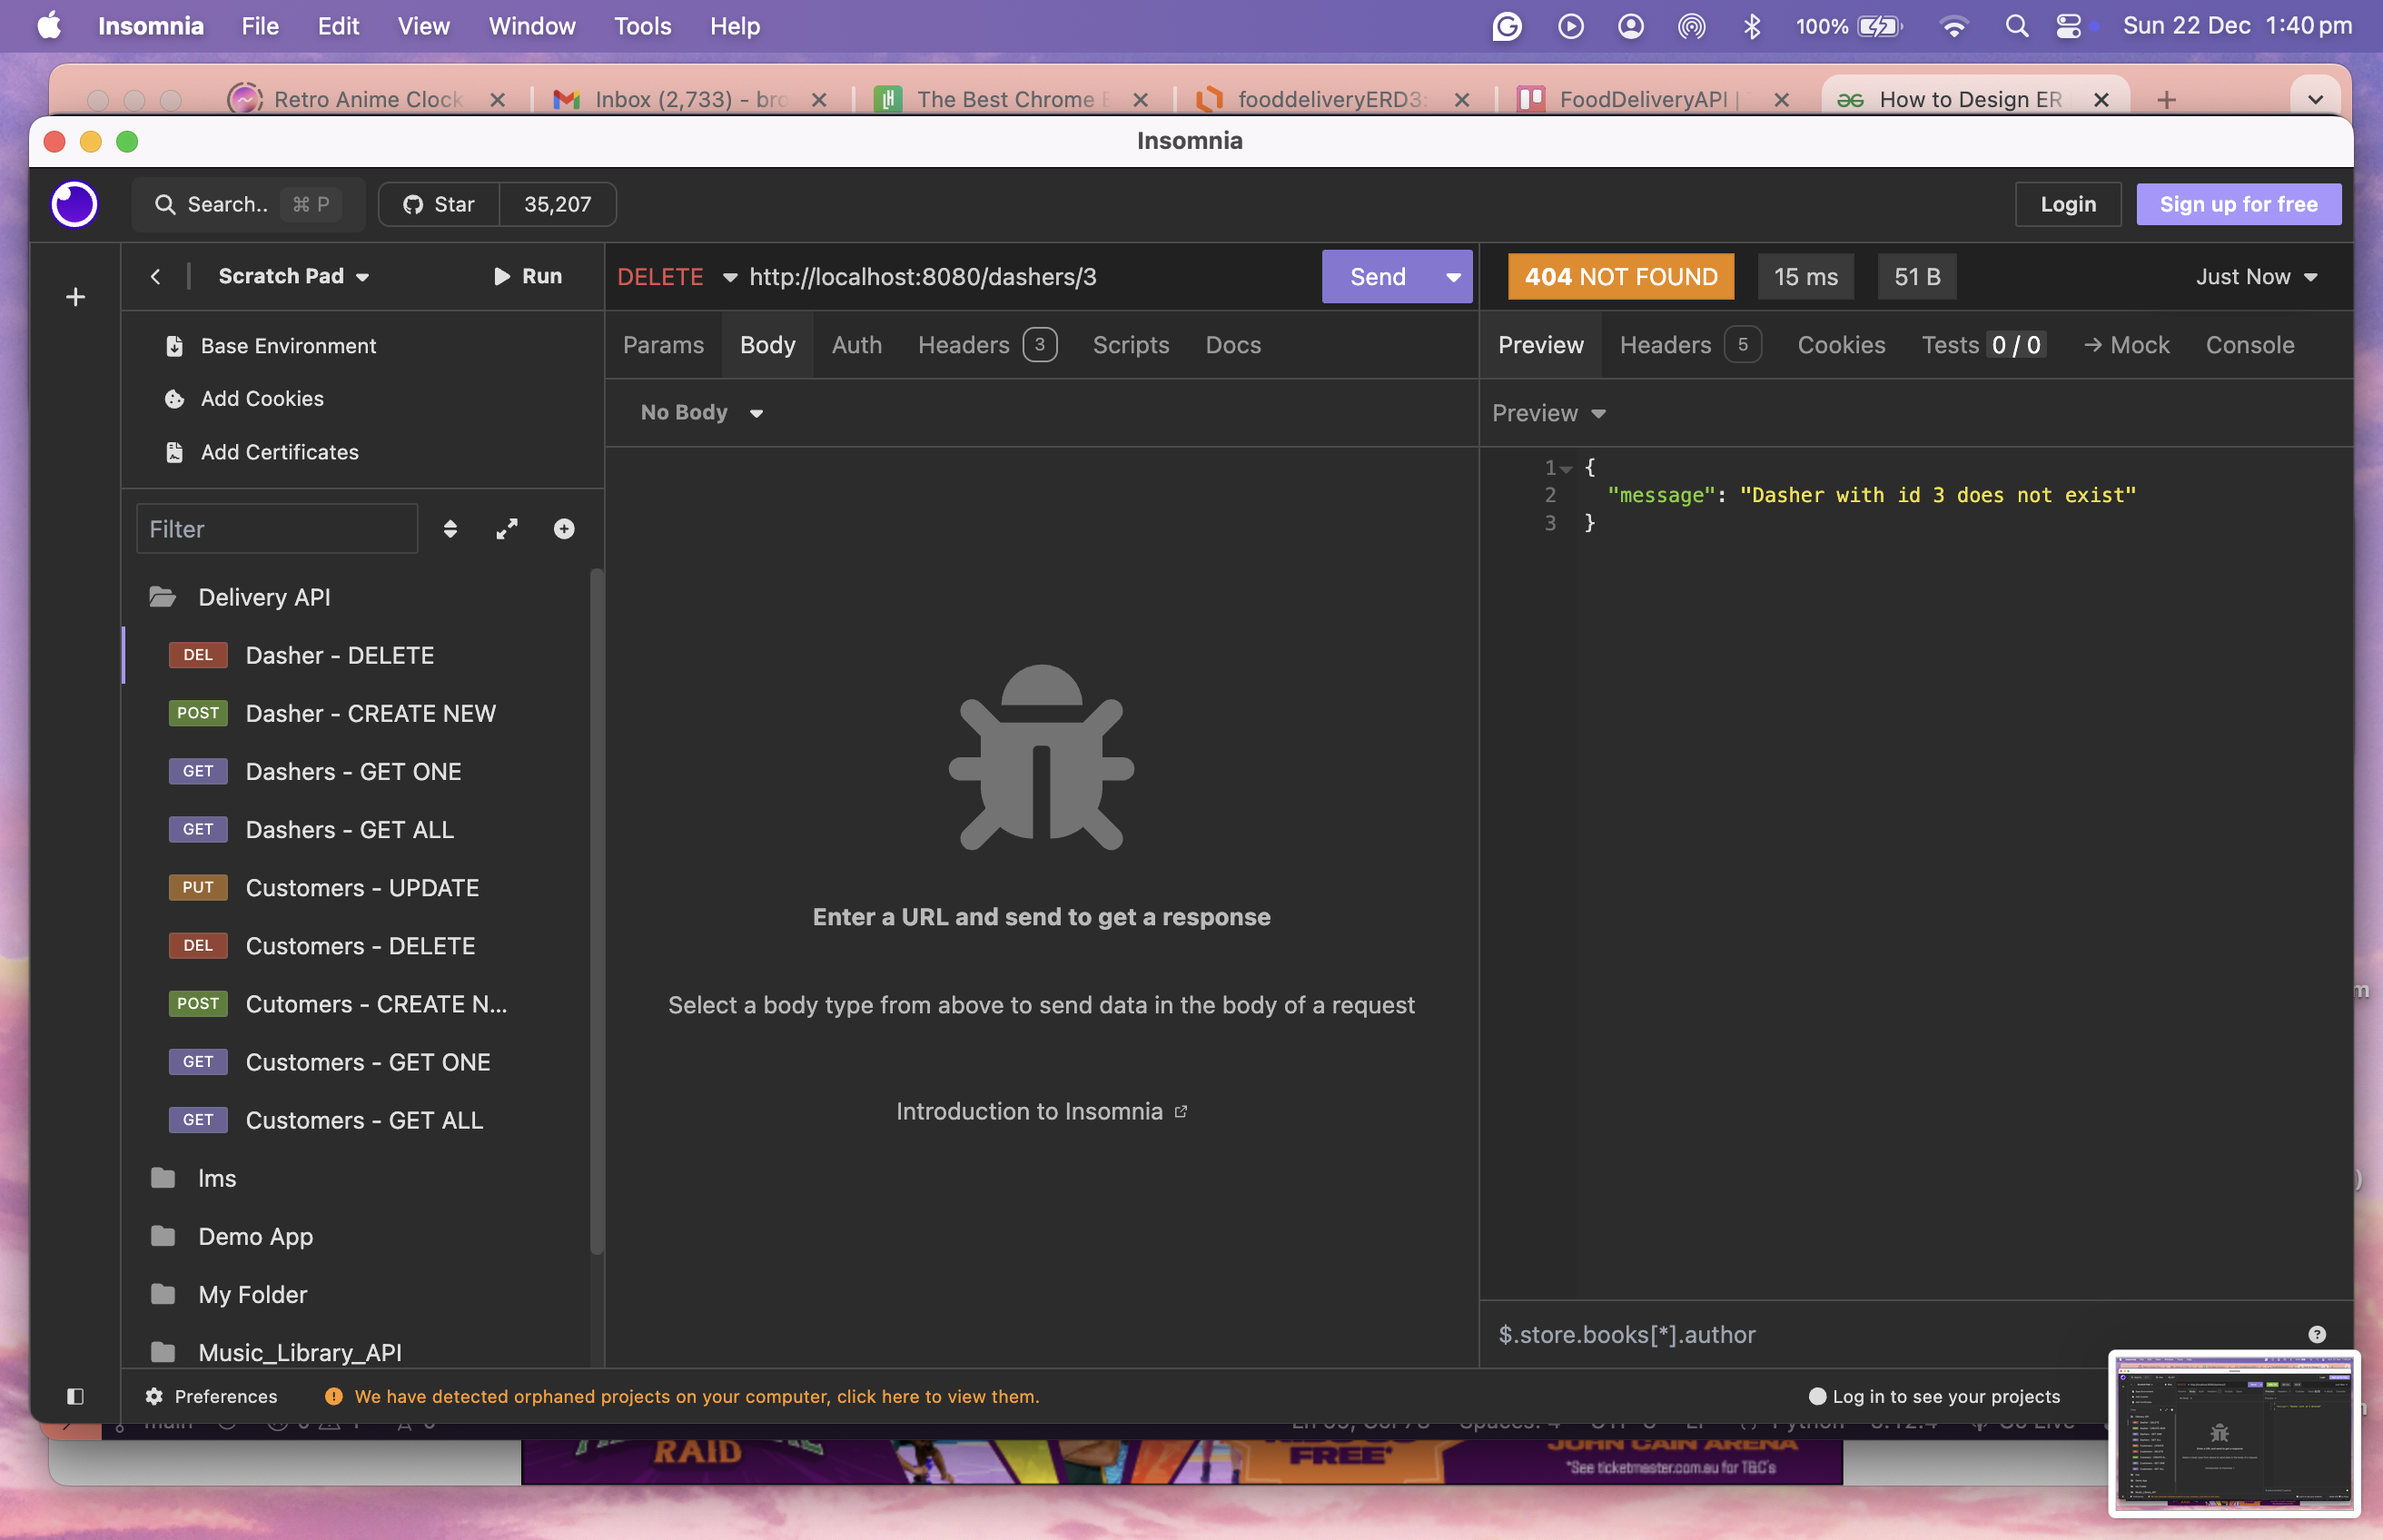 Insomnia File Edit View Window Tools Help 100% Sun 22 Dec 1:40 pm
Retro Anime Clock Inbox (2,733) - bro The Best Chrome E fooddeliveryERD3: FoodDeliveryAPI | How to Design ER
Insomnia
Search.. ⌘ P Star 35,207 Login Sign up for free
Scratch Pad Run
Base Environment
Add Cookies
Add Certificates
Filter
Delivery API
DEL Dasher - DELETE
POST Dasher - CREATE NEW
GET Dashers - GET ONE
GET Dashers - GET ALL
PUT Customers - UPDATE
DEL Customers - DELETE
POST Cutomers - CREATE N...
GET Customers - GET ONE
GET Customers - GET ALL
lms
Demo App
My Folder
Music_Library_API
DELETE http://localhost:8080/dashers/3 Send
Params Body Auth Headers 3 Scripts Docs
No Body
Enter a URL and send to get a response
Select a body type from above to send data in the body of a request
Introduction to Insomnia
404 NOT FOUND 15 ms 51 B Just Now
Preview Headers 5 Cookies Tests 0 / 0 → Mock Console
Preview
1 {
2 "message": "Dasher with id 3 does not exist"
3 }
$.store.books[*].author
Preferences We have detected orphaned projects on your computer, click here to view them. Log in to see your projects
RAID
FREE*
JOHN CAIN ARENA
*See ticketmaster.com.au for T&C's